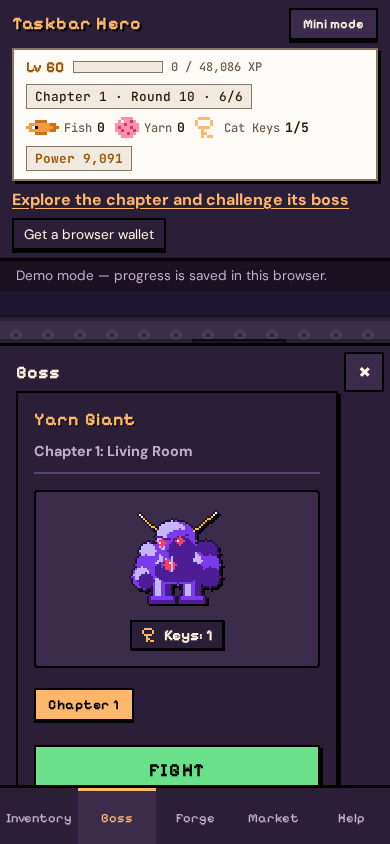 Taskbar Hero
Mini mode
Lv 60 0 / 48,086 XP
Chapter 1 · Round 10 · 6/6
Fish 0 Yarn 0 Cat Keys 1/5
Power 9,091
Explore the chapter and challenge its boss
Get a browser wallet
Demo mode — progress is saved in this browser.
Boss
Yarn Giant
Chapter 1: Living Room
Keys: 1
Chapter 1
FIGHT
Inventory Boss Forge Market Help